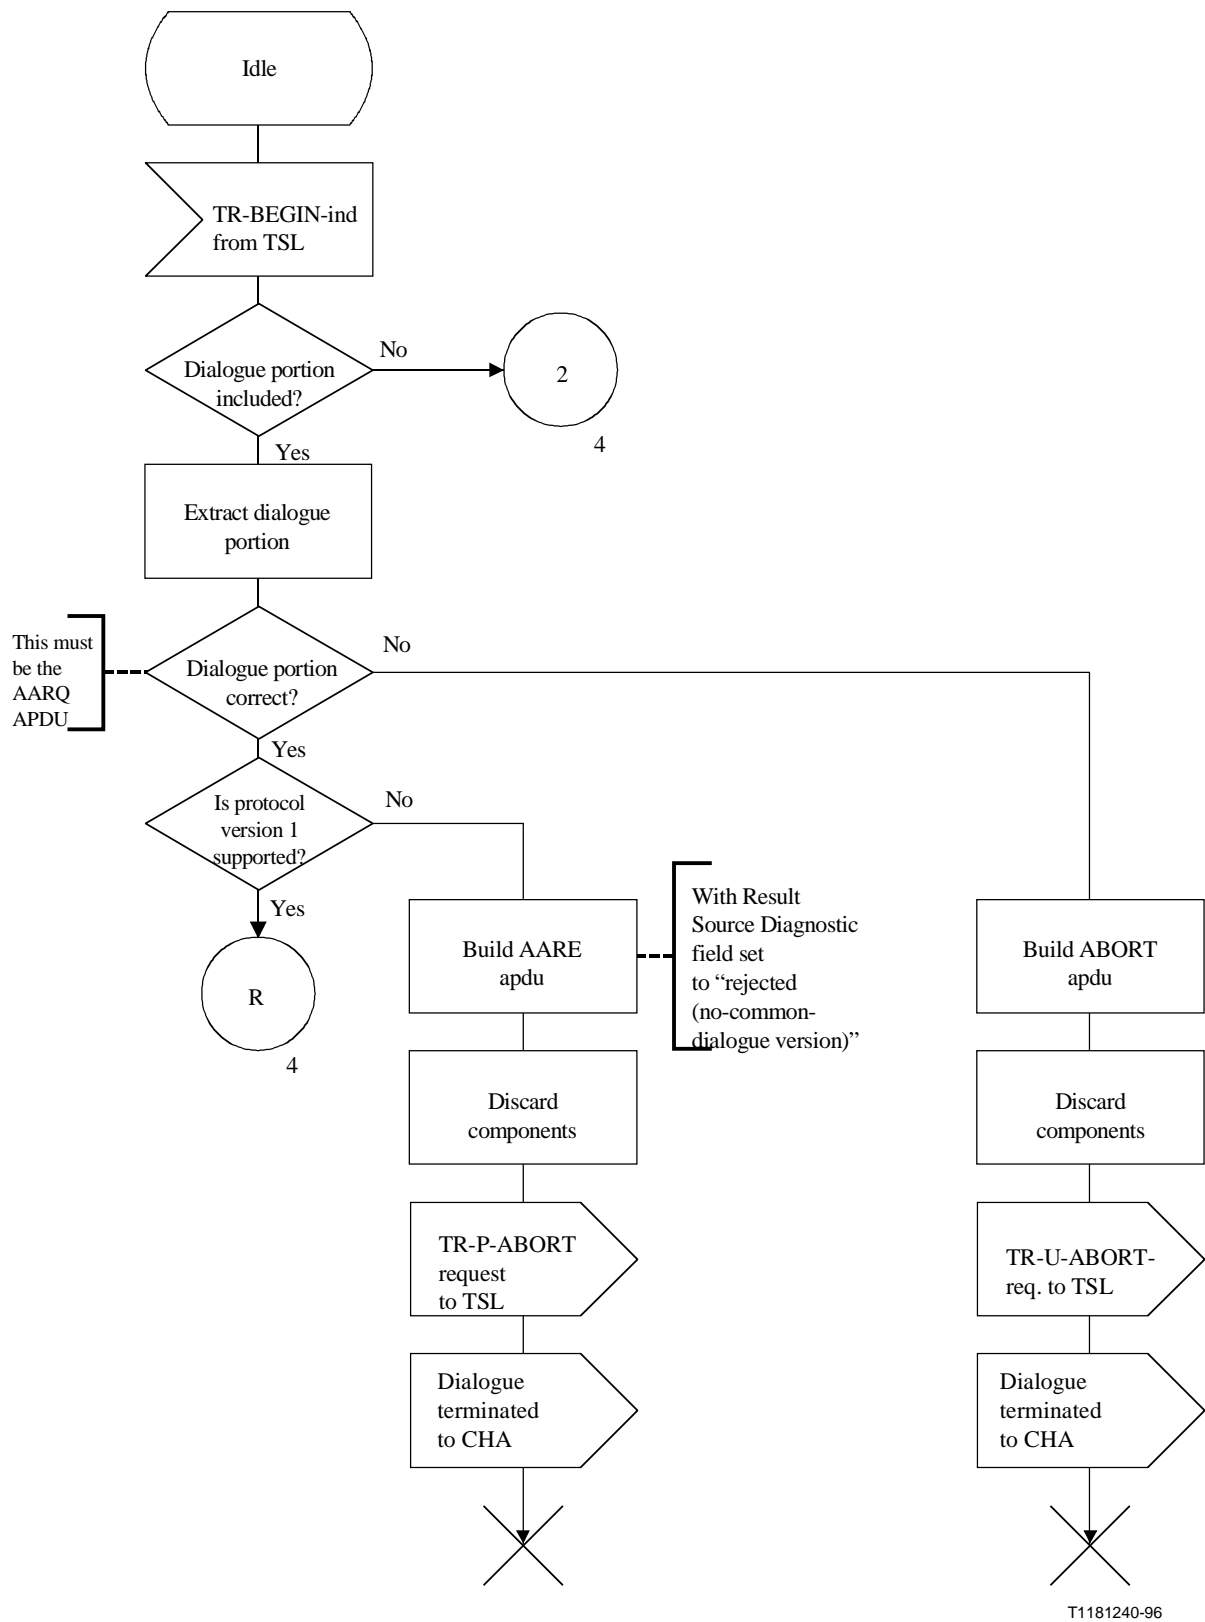 Idle
TR-BEGIN-ind
from TSL
Dialogue portion
included?
No
2
4
Yes
Extract dialogue
portion
This must
be the
AARQ
APDU
Dialogue portion
correct?
No
Yes
Is protocol
version 1
supported?
No
Yes
R
4
Build AARE
apdu
With Result
Source Diagnostic
field set
to “rejected
(no-common-
dialogue version)”
Build ABORT
apdu
Discard
components
Discard
components
TR-P-ABORT
request
to TSL
TR-U-ABORT-
req. to TSL
Dialogue
terminated
to CHA
Dialogue
terminated
to CHA
T1181240-96